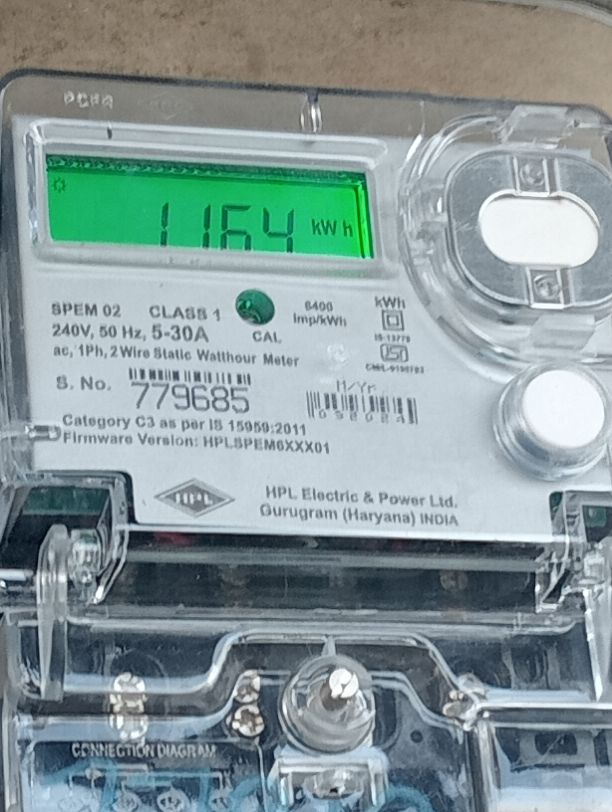 1164 kWh
SPEM 02 CLASS 1
240V, 50 Hz, 5-30A
ac, 1Ph, 2Wire Static Watthour Meter
CAL
6400
Imp/kWh
kWh
IS-13779
S. No. 779685
M/Yr
Category C3 as per IS 15959:2011
Firmware Version: HPLSPEM6XXX01
HPL
HPL Electric & Power Ltd.
Gurugram (Haryana) INDIA
CONNECTION DIAGRAM